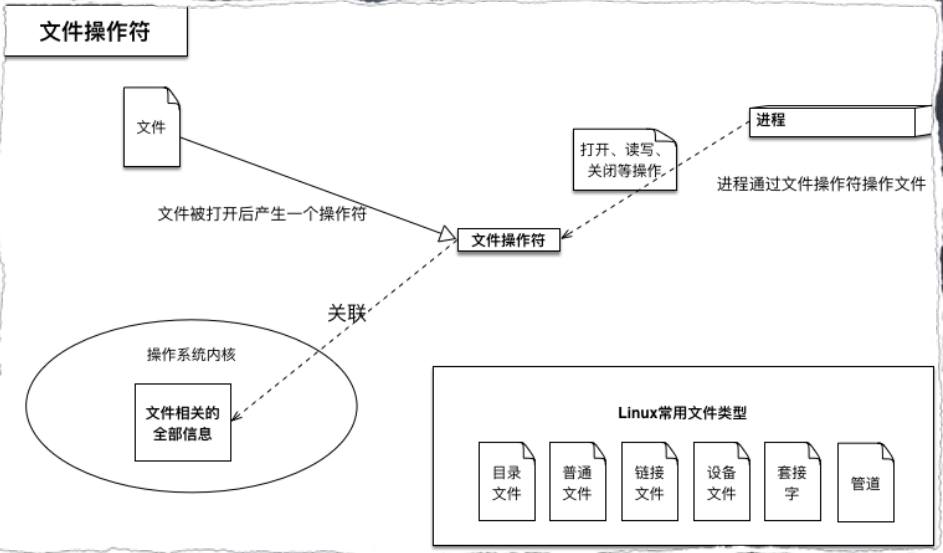 文件操作符
文件
打开、读写、
关闭等操作
进程
进程通过文件操作符操作文件
文件被打开后产生一个操作符
文件操作符
关联
操作系统内核
文件相关的
全部信息
Linux常用文件类型
目录
文件
普通
文件
链接
文件
设备
文件
套接
字
管道